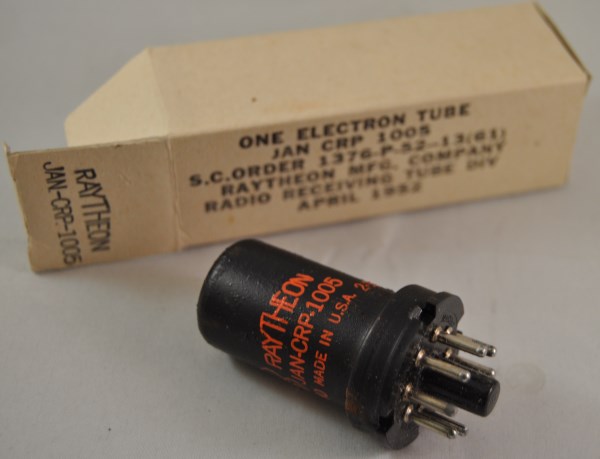 ONE ELECTRON TUBE
JAN CRP 1005
S.C.ORDER 1376-P-52-13(61)
RAYTHEON MFG. COMPANY
RADIO RECEIVING TUBE DIV
APRIL 1952
RAYTHEON
JAN-CRP-1005
RAYTHEON
JAN-CRP-1005
MADE IN U.S.A.